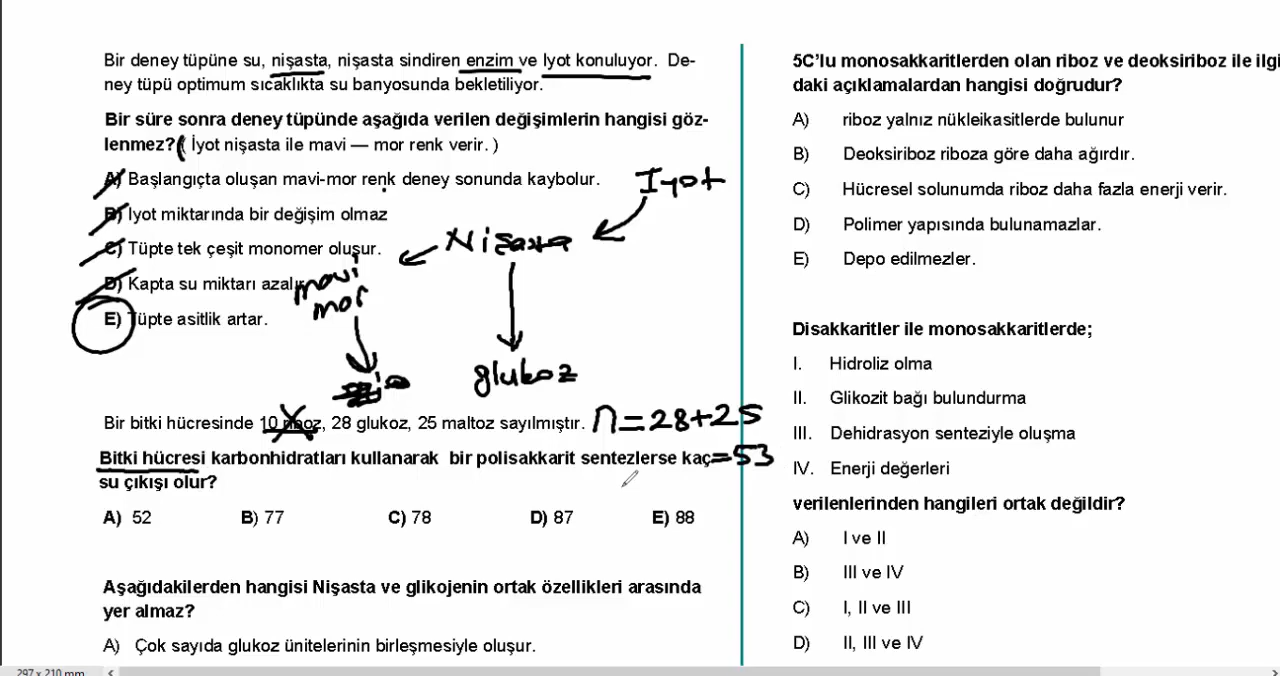 Bir deney tüpüne su, nişasta, nişasta sindiren enzim ve Iyot konuluyor. De-
ney tüpü optimum sıcaklıkta su banyosunda bekletiliyor.
Bir süre sonra deney tüpünde aşağıda verilen değişimlerin hangisi göz-
lenmez? ( İyot nişasta ile mavi — mor renk verir. )
A) Başlangıçta oluşan mavi-mor renk deney sonunda kaybolur.
B) Iyot miktarında bir değişim olmaz
C) Tüpte tek çeşit monomer oluşur.
D) Kapta su miktarı azalır
E) Tüpte asitlik artar.
Iyot
Nişasta
mavi
mor
glukoz
Bir bitki hücresinde 10 riboz, 28 glukoz, 25 maltoz sayılmıştır. n=28+25
Bitki hücresi karbonhidratları kullanarak bir polisakkarit sentezlerse kaç =53
su çıkışı olur?
A) 52 B) 77 C) 78 D) 87 E) 88
Aşağıdakilerden hangisi Nişasta ve glikojenin ortak özellikleri arasında
yer almaz?
A) Çok sayıda glukoz ünitelerinin birleşmesiyle oluşur.
5C'lu monosakkaritlerden olan riboz ve deoksiriboz ile ilgi
daki açıklamalardan hangisi doğrudur?
A) riboz yalnız nükleikasitlerde bulunur
B) Deoksiriboz riboza göre daha ağırdır.
C) Hücresel solunumda riboz daha fazla enerji verir.
D) Polimer yapısında bulunamazlar.
E) Depo edilmezler.
Disakkaritler ile monosakkaritlerde;
I. Hidroliz olma
II. Glikozit bağı bulundurma
III. Dehidrasyon senteziyle oluşma
IV. Enerji değerleri
verilenlerinden hangileri ortak değildir?
A) I ve II
B) III ve IV
C) I, II ve III
D) II, III ve IV
297 x 210 mm